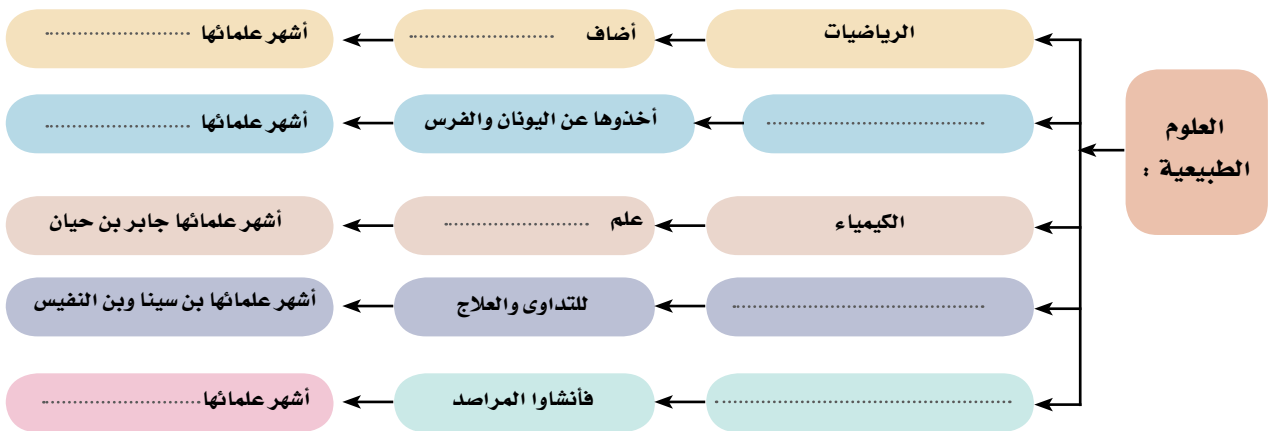 العلوم
الطبيعية :
الرياضيات
أضاف ........................
أشهر علمائها ........................
........................
أخذوها عن اليونان والفرس
أشهر علمائها ........................
الكيمياء
علم ........................
أشهر علمائها جابر بن حيان
........................
للتداوى والعلاج
أشهر علمائها بن سينا وبن النفيس
........................
فأنشاوا المراصد
أشهر علمائها ........................